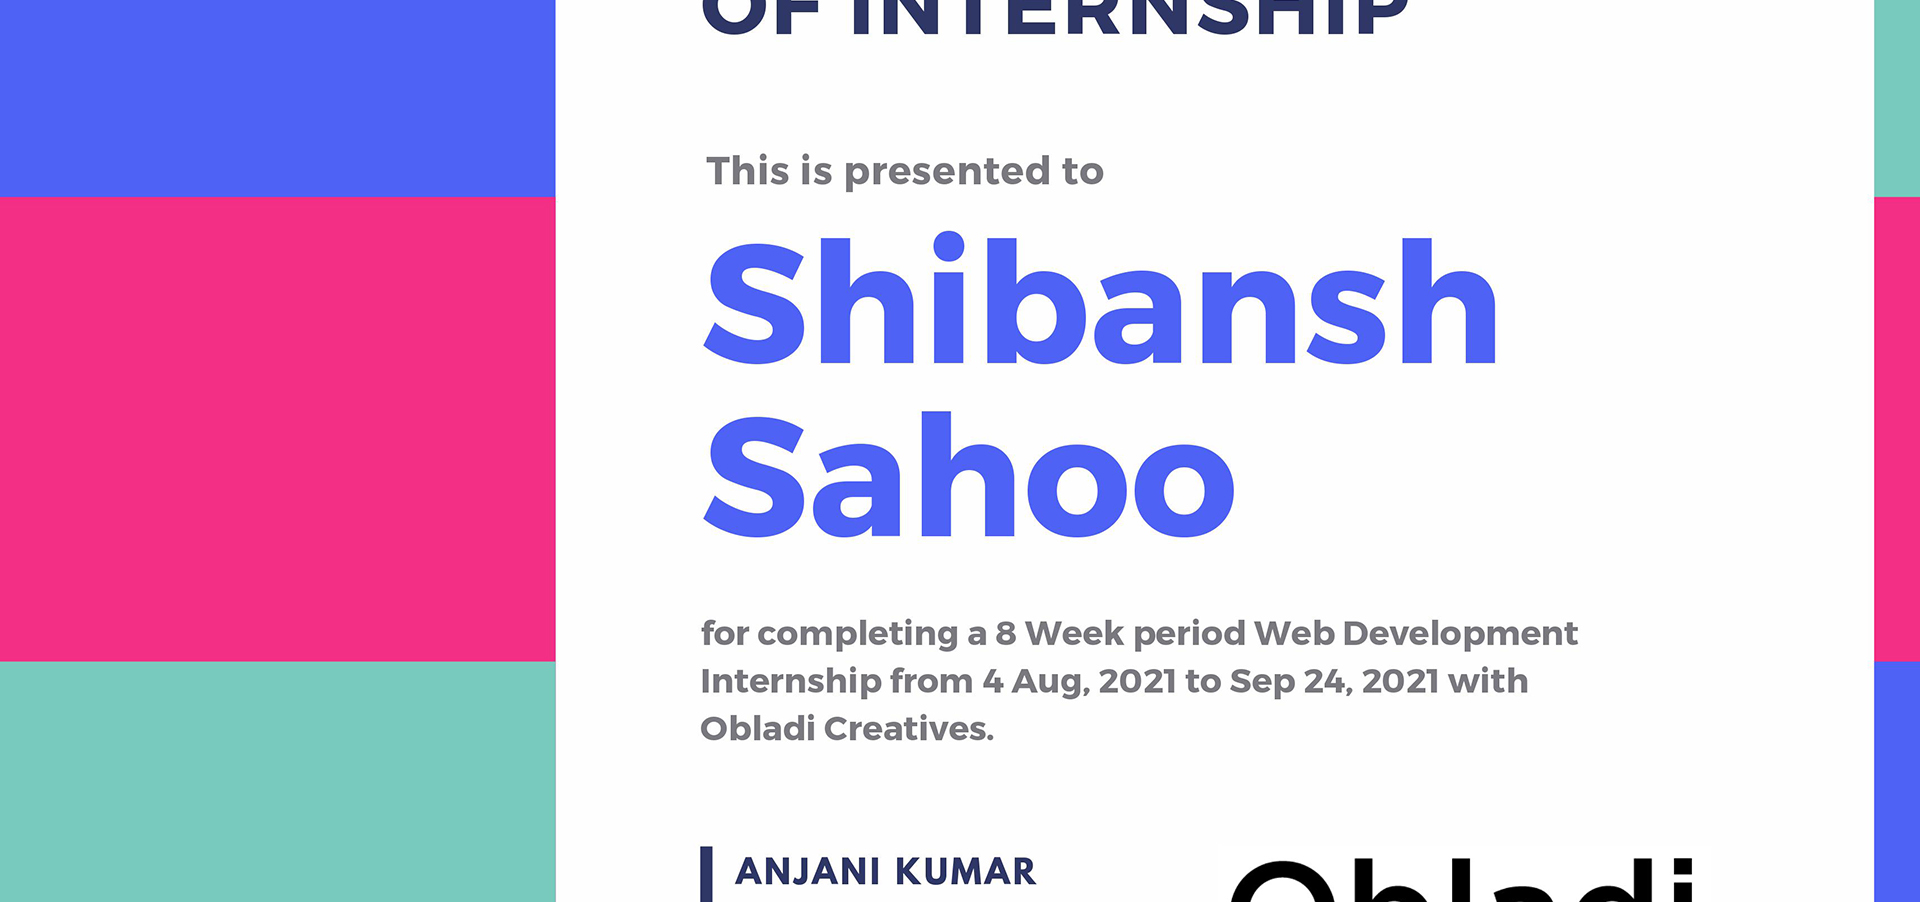 OF INTERNSHIP
This is presented to
Shibansh
Sahoo
for completing a 8 Week period Web Development
Internship from 4 Aug, 2021 to Sep 24, 2021 with
Obladi Creatives.
ANJANI KUMAR
Obladi